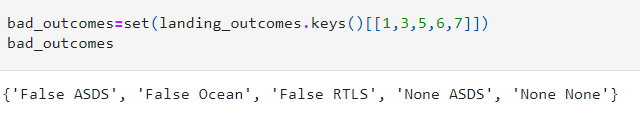 bad_outcomes=set(landing_outcomes.keys()[[1,3,5,6,7]])
bad_outcomes
{'False ASDS', 'False Ocean', 'False RTLS', 'None ASDS', 'None None'}